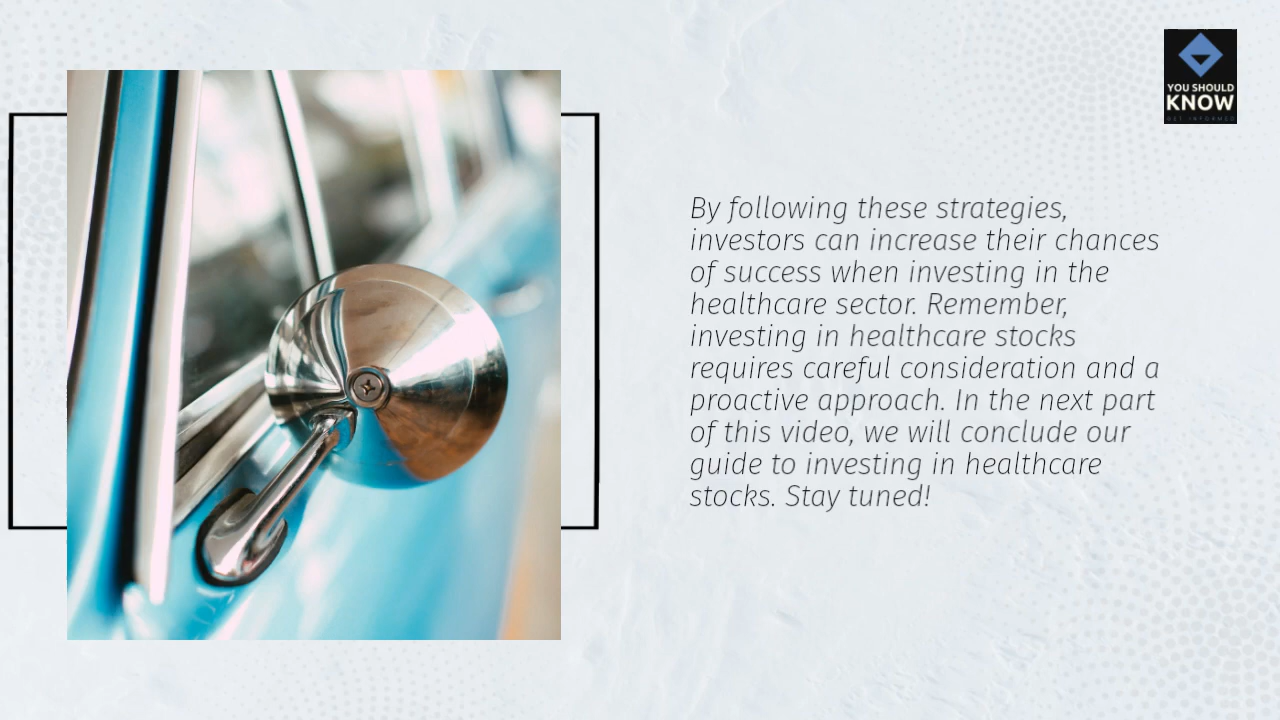 YOU SHOULD
KNOW
GET INFORMED
By following these strategies,
investors can increase their chances
of success when investing in the
healthcare sector. Remember,
investing in healthcare stocks
requires careful consideration and a
proactive approach. In the next part
of this video, we will conclude our
guide to investing in healthcare
stocks. Stay tuned!